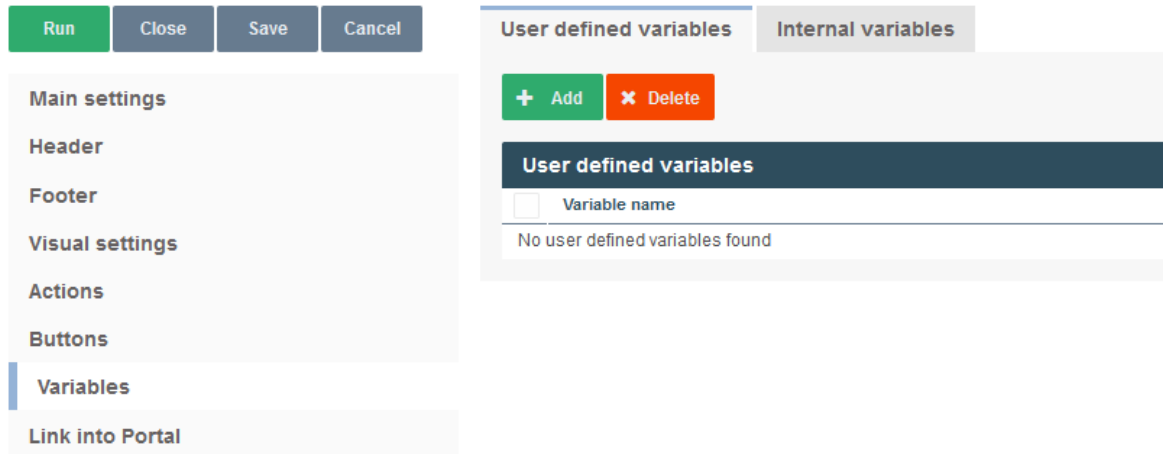 Run Close Save Cancel
Main settings
Header
Footer
Visual settings
Actions
Buttons
Variables
Link into Portal
User defined variables Internal variables
Add Delete
User defined variables
Variable name
No user defined variables found